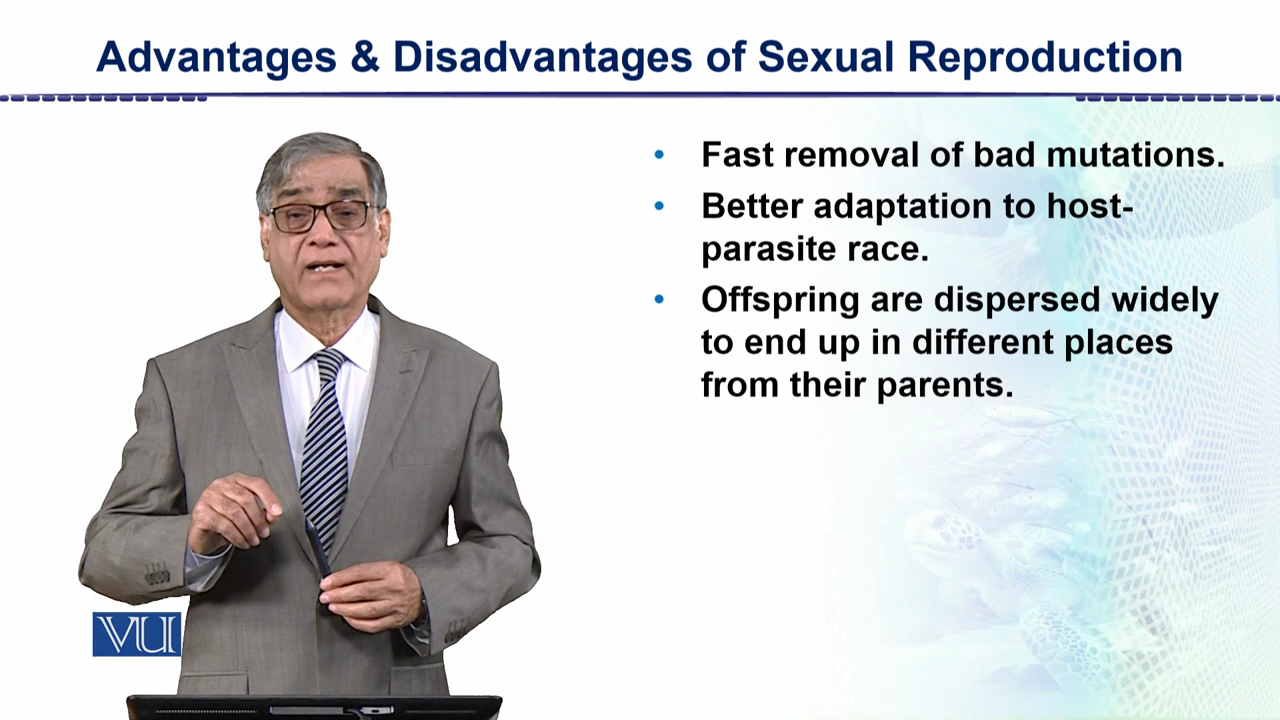 Advantages & Disadvantages of Sexual Reproduction
• Fast removal of bad mutations.
• Better adaptation to host-
parasite race.
• Offspring are dispersed widely
to end up in different places
from their parents.
VU